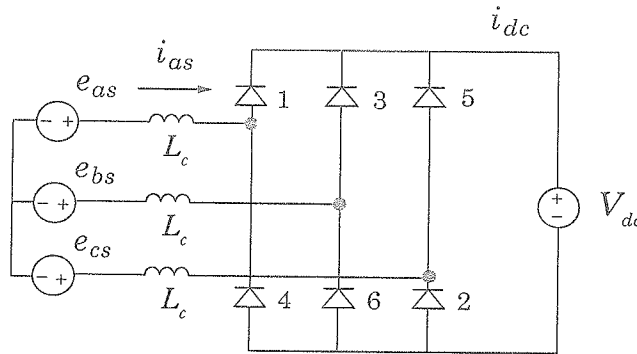 i_dc
i_as
e_as
1
3
5
- +
L_c
e_bs
- +
L_c
+
-
V_dc
e_cs
- +
L_c
4
6
2